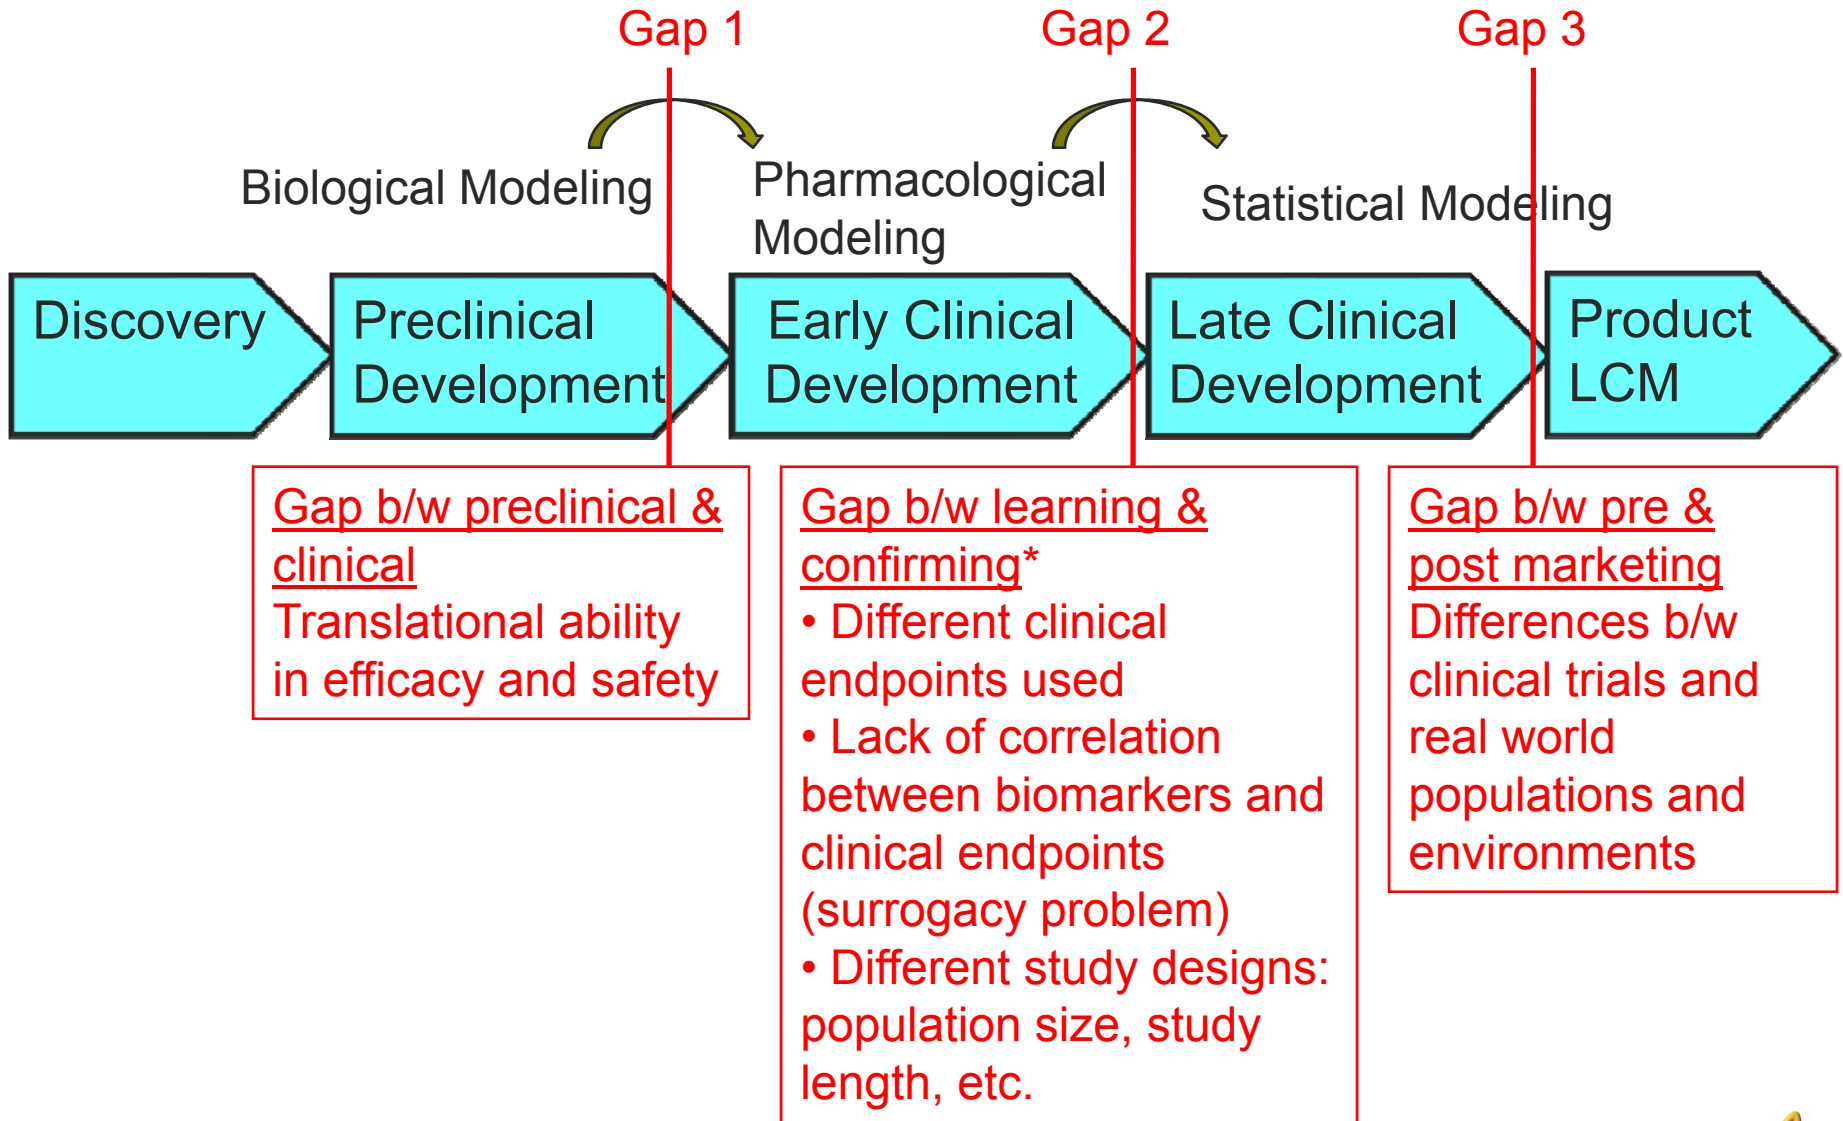 Gap 1
Gap 2
Gap 3
Biological Modeling
Pharmacological
Modeling
Statistical Modeling
Discovery
Preclinical
Development
Early Clinical
Development
Late Clinical
Development
Product
LCM
Gap b/w preclinical &
clinical
Translational ability
in efficacy and safety
Gap b/w learning &
confirming*
• Different clinical
endpoints used
• Lack of correlation
between biomarkers and
clinical endpoints
(surrogacy problem)
• Different study designs:
population size, study
length, etc.
Gap b/w pre &
post marketing
Differences b/w
clinical trials and
real world
populations and
environments